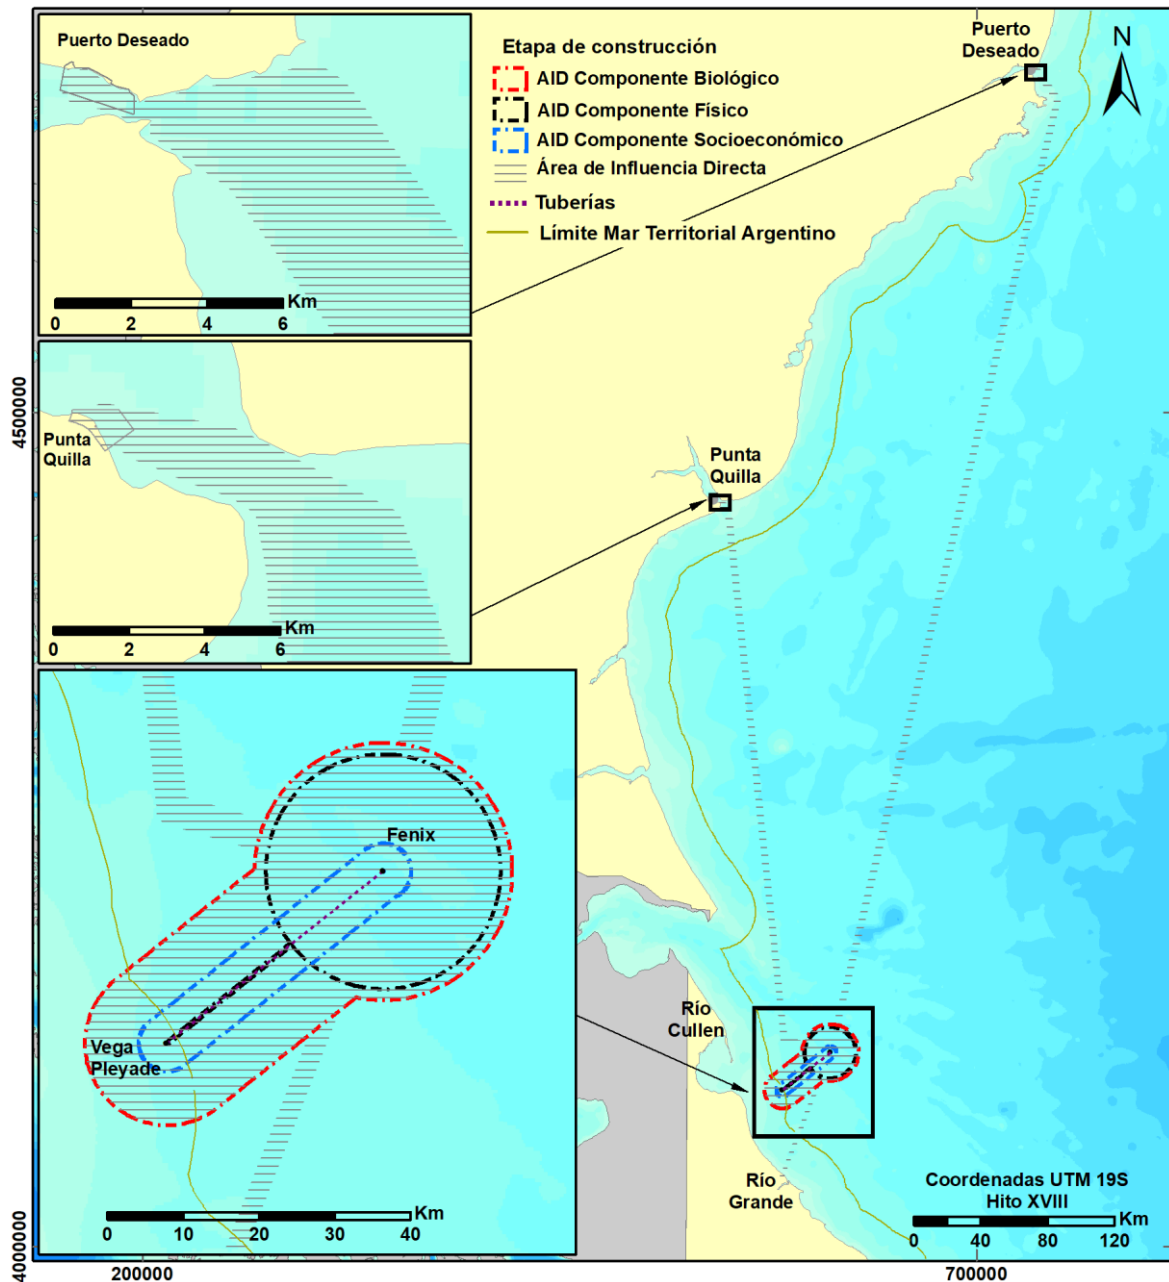 Puerto Deseado
0 2 4 6 Km
Etapa de construcción
AID Componente Biológico
AID Componente Físico
AID Componente Socioeconómico
Área de Influencia Directa
Tuberías
Límite Mar Territorial Argentino
Puerto
Deseado
N
Punta
Quilla
0 2 4 6 Km
Punta
Quilla
Fenix
Vega
Pleyade
0 10 20 30 40 Km
Río
Cullen
Río
Grande
Coordenadas UTM 19S
Hito XVIII
0 20 40 80 120 Km
4500000
4000000
200000
700000